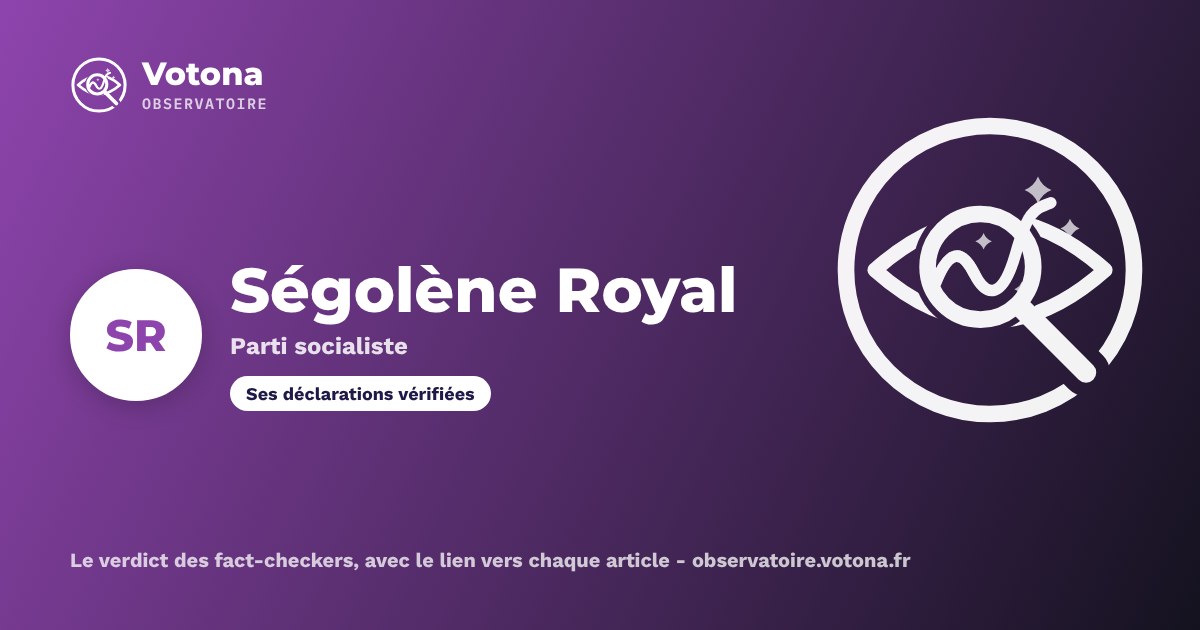 Votona
OBSERVATOIRE
SR
Ségolène Royal
Parti socialiste
Ses déclarations vérifiées
Le verdict des fact-checkers, avec le lien vers chaque article - observatoire.votona.fr